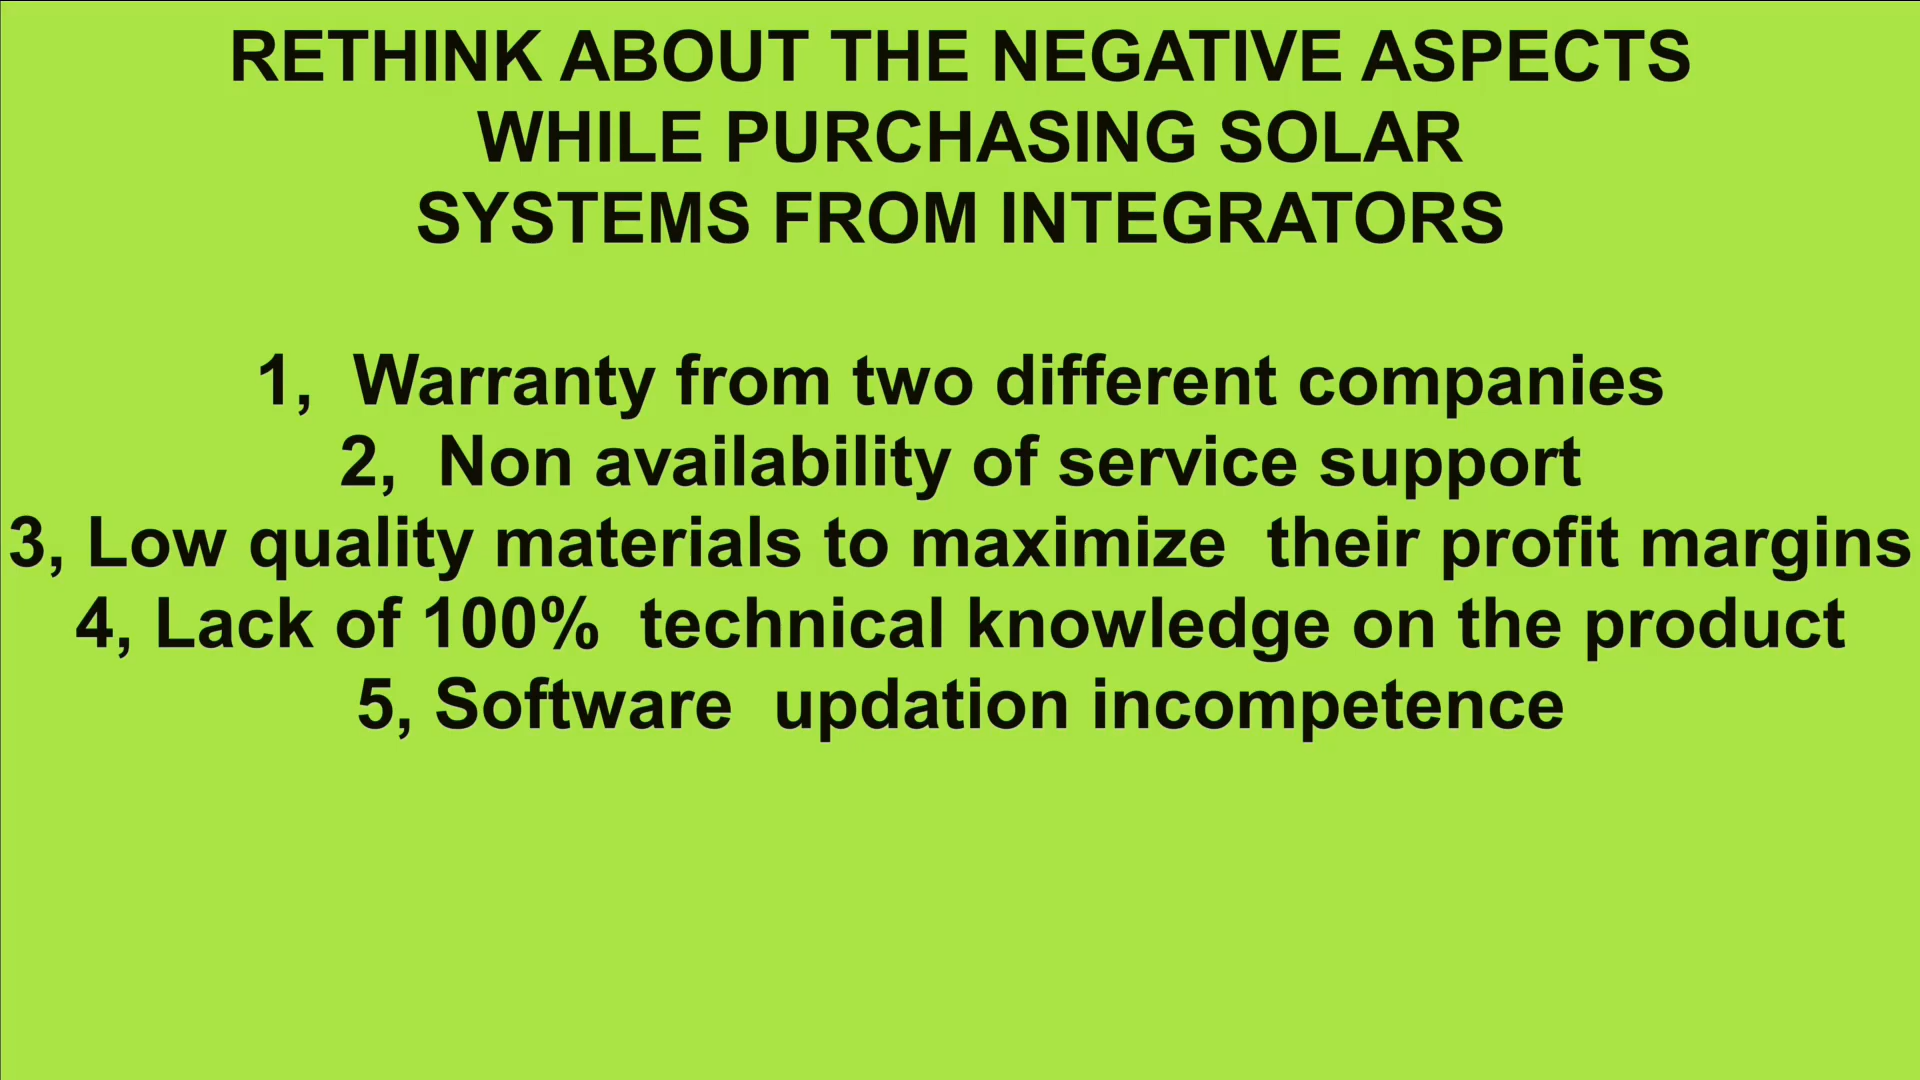 RETHINK ABOUT THE NEGATIVE ASPECTS
WHILE PURCHASING SOLAR
SYSTEMS FROM INTEGRATORS
1,  Warranty from two different companies
2,  Non availability of service support
3, Low quality materials to maximize  their profit margins
4, Lack of 100%  technical knowledge on the product
5, Software  updation incompetence